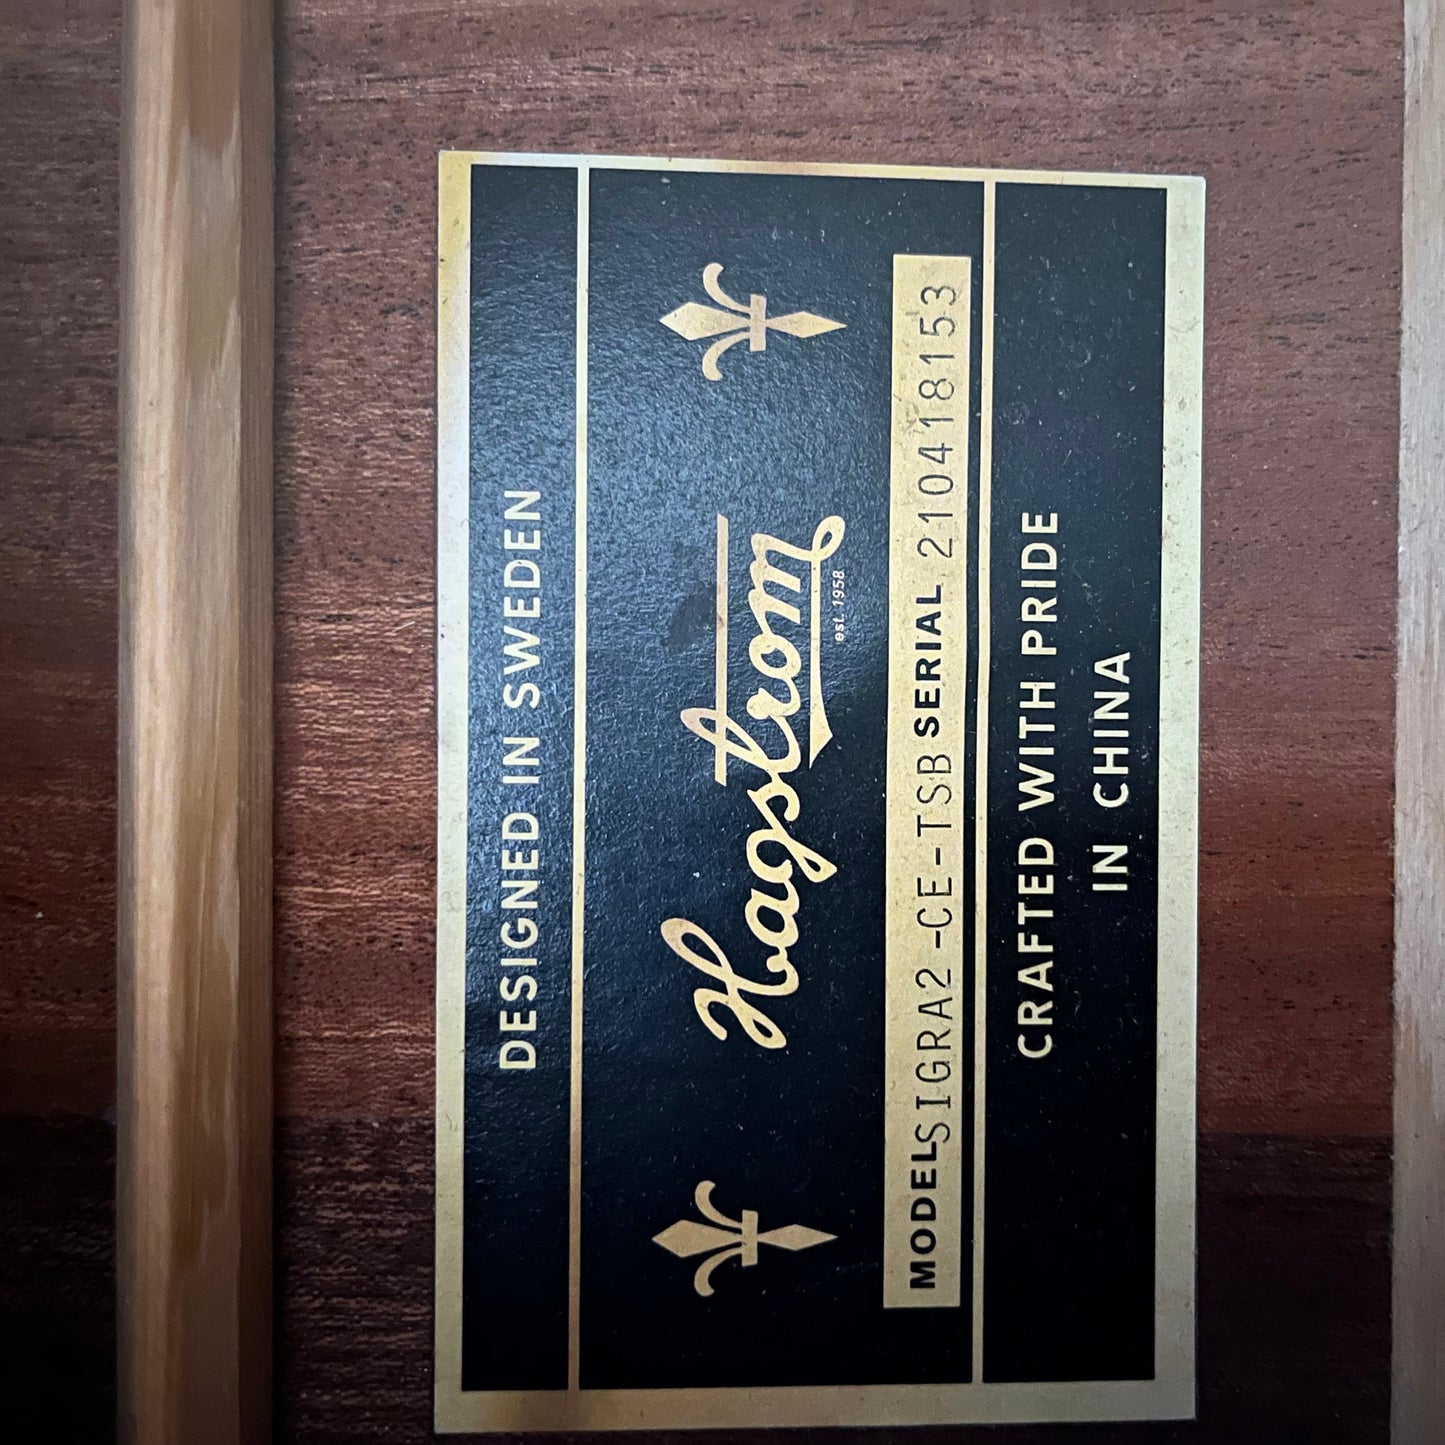 DESIGNED IN SWEDEN
Hagstrom
est. 1958
MODEL SIGRA2-CE-TSB SERIAL 210418153
CRAFTED WITH PRIDE
IN CHINA